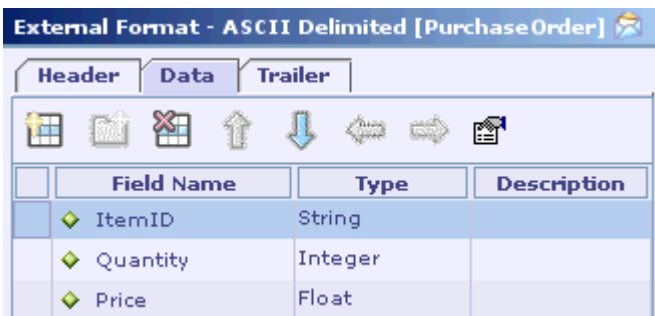 External Format - ASCII Delimited [PurchaseOrder]
Header Data Trailer
Field Name Type Description
ItemID String
Quantity Integer
Price Float